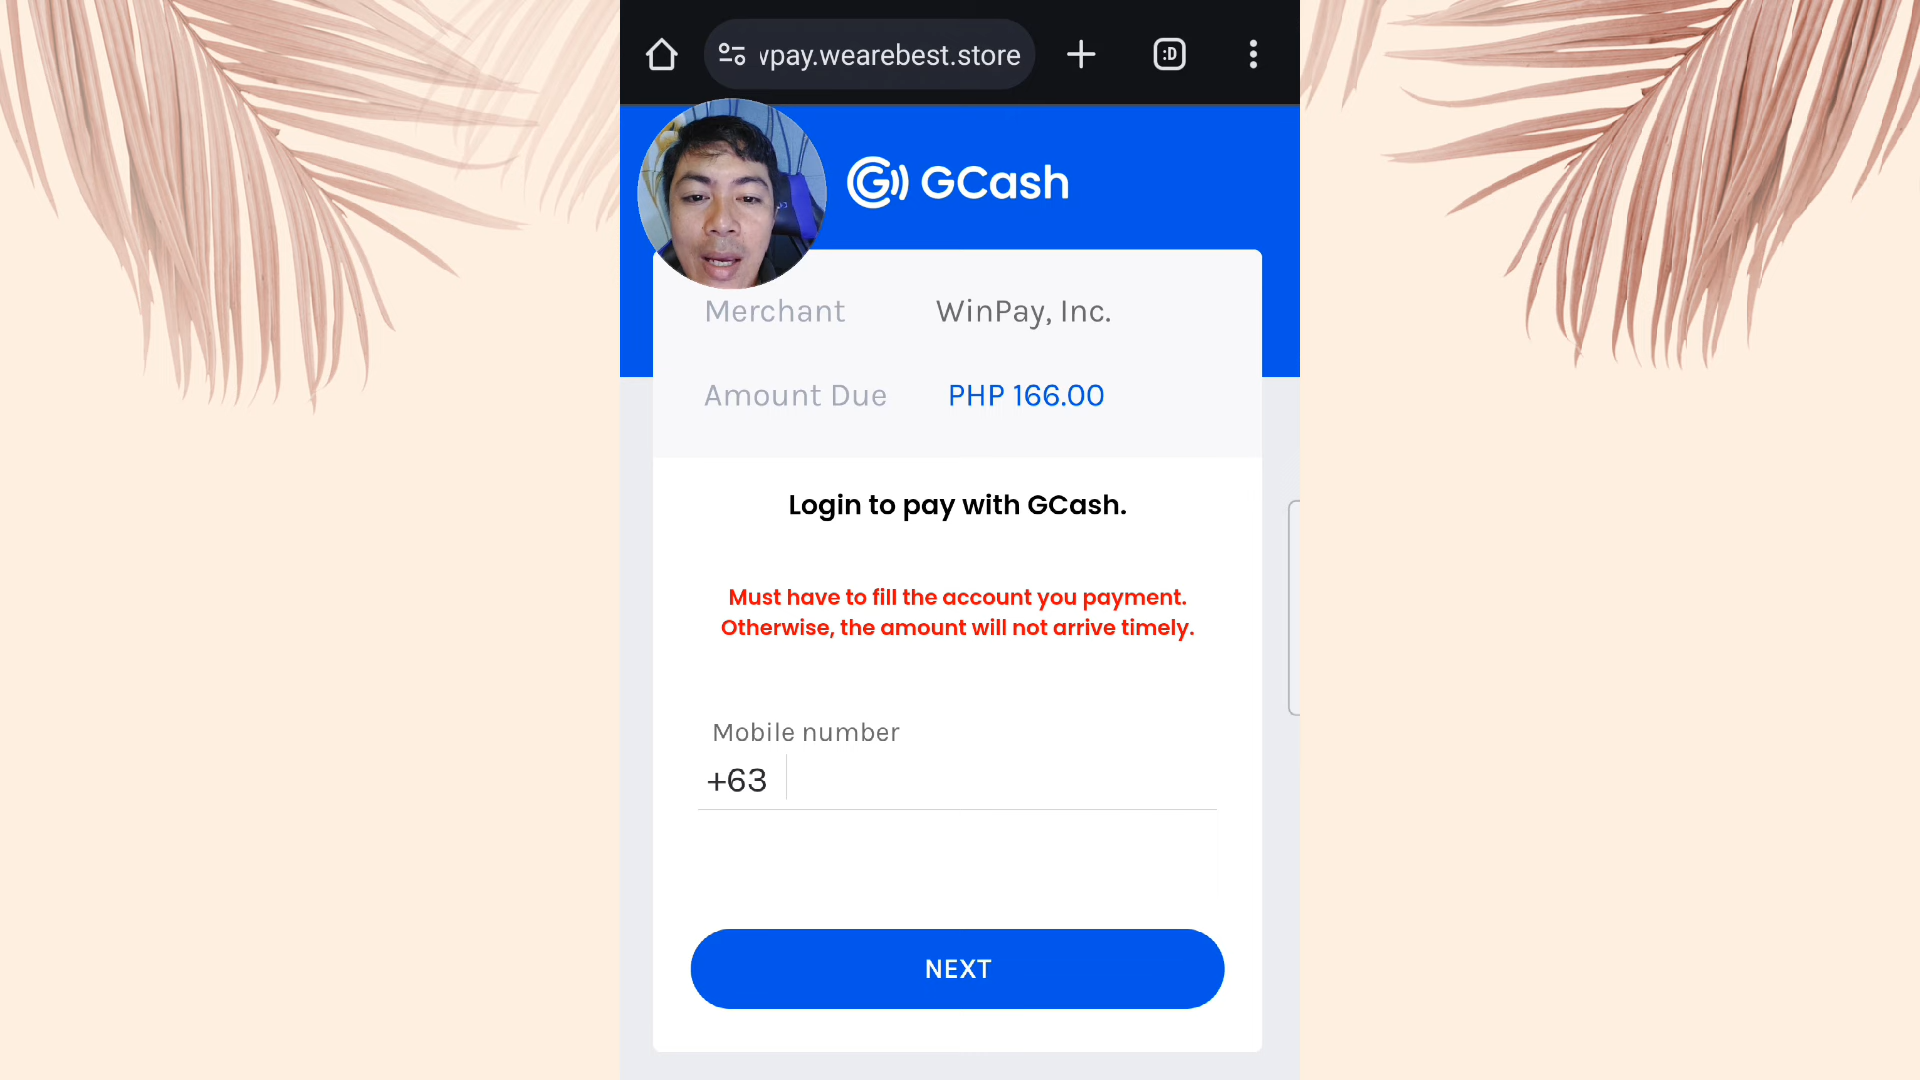 vpay.wearebest.store
:D
GCash
Merchant WinPay, Inc.
Amount Due PHP 166.00
Login to pay with GCash.
Must have to fill the account you payment.
Otherwise, the amount will not arrive timely.
Mobile number
+63
NEXT